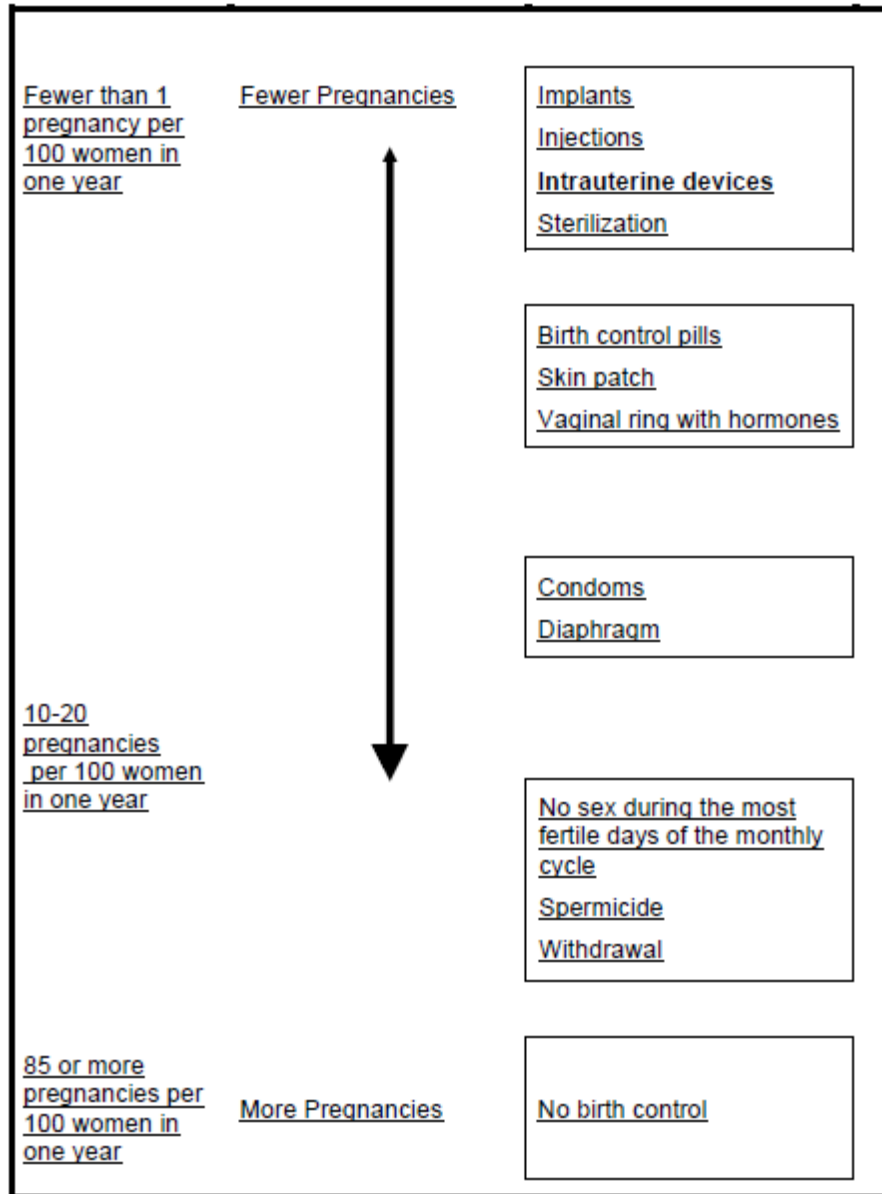 Fewer than 1
pregnancy per
100 women in
one year
Fewer Pregnancies
Implants
Injections
Intrauterine devices
Sterilization
Birth control pills
Skin patch
Vaginal ring with hormones
Condoms
Diaphragm
10-20
pregnancies
per 100 women
in one year
No sex during the most
fertile days of the monthly
cycle
Spermicide
Withdrawal
85 or more
pregnancies per
100 women in
one year
More Pregnancies
No birth control